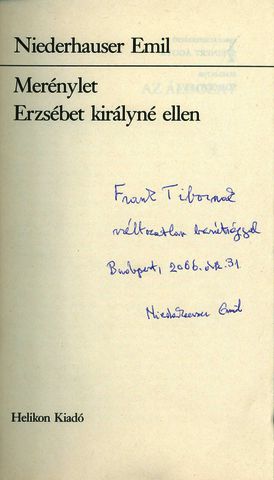 Niederhauser Emil
Merénylet
Erzsébet királyné ellen
Frank Tibornak
változatlan barátsággal
Budapest, 2006. okt. 31
Niederhauser Emil
Helikon Kiadó